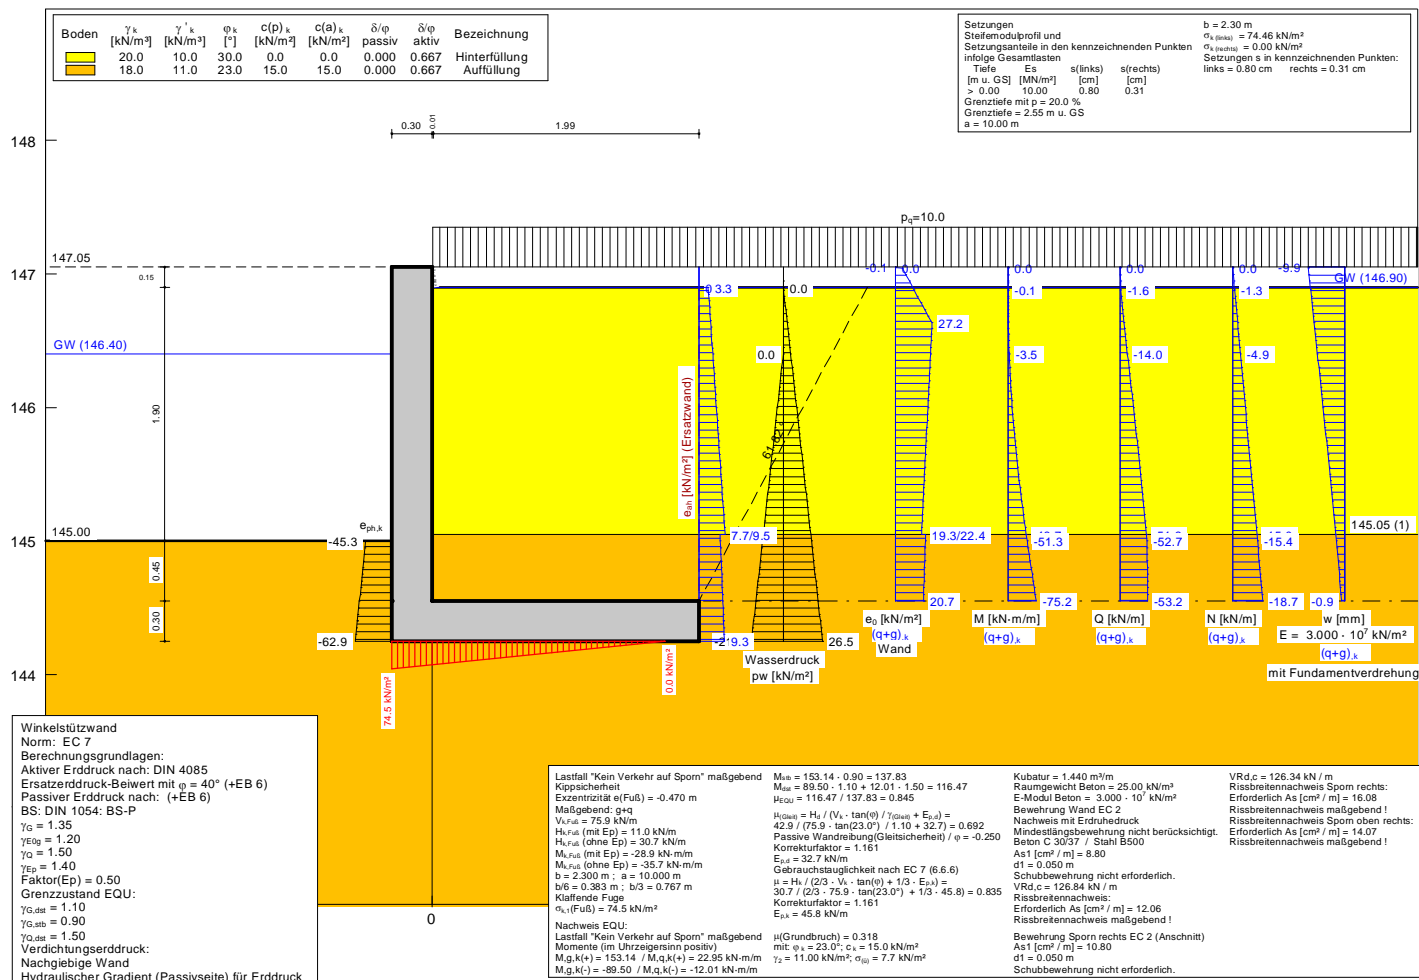 Boden γk [kN/m³] γ'k [kN/m³] φk [°] c(p)k [kN/m²] c(a)k [kN/m²] δ/φ passiv δ/φ aktiv Bezeichnung
20.0 10.0 30.0 0.0 0.0 0.000 0.667 Hinterfüllung
18.0 11.0 23.0 15.0 15.0 0.000 0.667 Auffüllung
Setzungen
Steifemodulprofil und
Setzungsanteile in den kennzeichnenden Punkten
infolge Gesamtlasten
Tiefe Es s(links) s(rechts)
[m u. GS] [MN/m²] [cm] [cm]
> 0.00 10.00 0.80 0.31
Grenztiefe mit p = 20.0 %
Grenztiefe = 2.55 m u. GS
a = 10.00 m
b = 2.30 m
σk (links) = 74.46 kN/m²
σk (rechts) = 0.00 kN/m²
Setzungen s in kennzeichnenden Punkten:
links = 0.80 cm rechts = 0.31 cm
0.30 0.01 1.99
148
147
146
145
144
0
pq=10.0
147.05
0.15
GW (146.40)
1.90
145.00
0.45
0.30
eph,k
-45.3
-62.9
74.5 kN/m²
0.0 kN/m²
61.82 °
eah [kN/m²] (Ersatzwand)
3.3
7.7/9.5
9.3
0.0
0.0
26.5
Wasserdruck
pw [kN/m²]
-0.1 0.0
27.2
19.3/22.4
20.7
e0 [kN/m²]
(q+g),k
Wand
0.0
-0.1
-3.5
-51.3
-75.2
M [kN·m/m]
(q+g),k
0.0
-1.6
-14.0
-52.7
-53.2
Q [kN/m]
(q+g),k
0.0
-1.3
-4.9
-15.4
-18.7
N [kN/m]
(q+g),k
-9.9
GW (146.90)
145.05 (1)
-0.9
w [mm]
E = 3.000 · 10⁷ kN/m²
(q+g),k
mit Fundamentverdrehung
Winkelstützwand
Norm: EC 7
Berechnungsgrundlagen:
Aktiver Erddruck nach: DIN 4085
Ersatzerddruck-Beiwert mit φ = 40° (+EB 6)
Passiver Erddruck nach: (+EB 6)
BS: DIN 1054: BS-P
γG = 1.35
γE0g = 1.20
γQ = 1.50
γEp = 1.40
Faktor(Ep) = 0.50
Grenzzustand EQU:
γG,dst = 1.10
γG,stb = 0.90
γQ,dst = 1.50
Verdichtungserddruck:
Nachgiebige Wand
Hydraulischer Gradient (Passivseite) für Erddruck
Lastfall "Kein Verkehr auf Sporn" maßgebend
Kippsicherheit
Exzentrizität e(Fuß) = -0.470 m
Maßgebend: g+q
Vk,Fuß = 75.9 kN/m
Hk,Fuß (mit Ep) = 11.0 kN/m
Hk,Fuß (ohne Ep) = 30.7 kN/m
Mk,Fuß (mit Ep) = -28.9 kN·m/m
Mk,Fuß (ohne Ep) = -35.7 kN·m/m
b = 2.300 m ; a = 10.000 m
b/6 = 0.383 m ; b/3 = 0.767 m
Klaffende Fuge
σk,1(Fuß) = 74.5 kN/m²
Nachweis EQU:
Lastfall "Kein Verkehr auf Sporn" maßgebend
Momente (im Uhrzeigersinn positiv)
M,g,k(+) = 153.14 / M,q,k(+) = 22.95 kN·m/m
M,g,k(-) = -89.50 / M,q,k(-) = -12.01 kN·m/m
Mstb = 153.14 · 0.90 = 137.83
Mdst = 89.50 · 1.10 + 12.01 · 1.50 = 116.47
μEQU = 116.47 / 137.83 = 0.845
μ(Gleit) = Hd / (Vk · tan(φ) / γ(Gleit) + Ep,d) =
42.9 / (75.9 · tan(23.0°) / 1.10 + 32.7) = 0.692
Passive Wandreibung(Gleitsicherheit) / φ = -0.250
Korrekturfaktor = 1.161
Ep,d = 32.7 kN/m
Gebrauchstauglichkeit nach EC 7 (6.6.6)
μ = Hk / (2/3 · Vk · tan(φ) + 1/3 · Ep,k) =
30.7 / (2/3 · 75.9 · tan(23.0°) + 1/3 · 45.8) = 0.835
Korrekturfaktor = 1.161
Ep,k = 45.8 kN/m
μ(Grundbruch) = 0.318
mit: φk = 23.0°; ck = 15.0 kN/m²
γ2 = 11.00 kN/m²; σ(ü) = 7.7 kN/m²
Kubatur = 1.440 m³/m
Raumgewicht Beton = 25.00 kN/m³
E-Modul Beton = 3.000 · 10⁷ kN/m²
Bewehrung Wand EC 2
Nachweis mit Erdruhedruck
Mindestlängsbewehrung nicht berücksichtigt.
Beton C 30/37 / Stahl B500
As1 [cm² / m] = 8.80
d1 = 0.050 m
Schubbewehrung nicht erforderlich.
VRd,c = 126.84 kN / m
Rissbreitennachweis:
Erforderlich As [cm² / m] = 12.06
Rissbreitennachweis maßgebend !
Bewehrung Sporn rechts EC 2 (Anschnitt)
As1 [cm² / m] = 10.80
d1 = 0.050 m
Schubbewehrung nicht erforderlich.
VRd,c = 126.34 kN / m
Rissbreitennachweis Sporn rechts:
Erforderlich As [cm² / m] = 16.08
Rissbreitennachweis maßgebend !
Rissbreitennachweis Sporn oben rechts:
Erforderlich As [cm² / m] = 14.07
Rissbreitennachweis maßgebend !